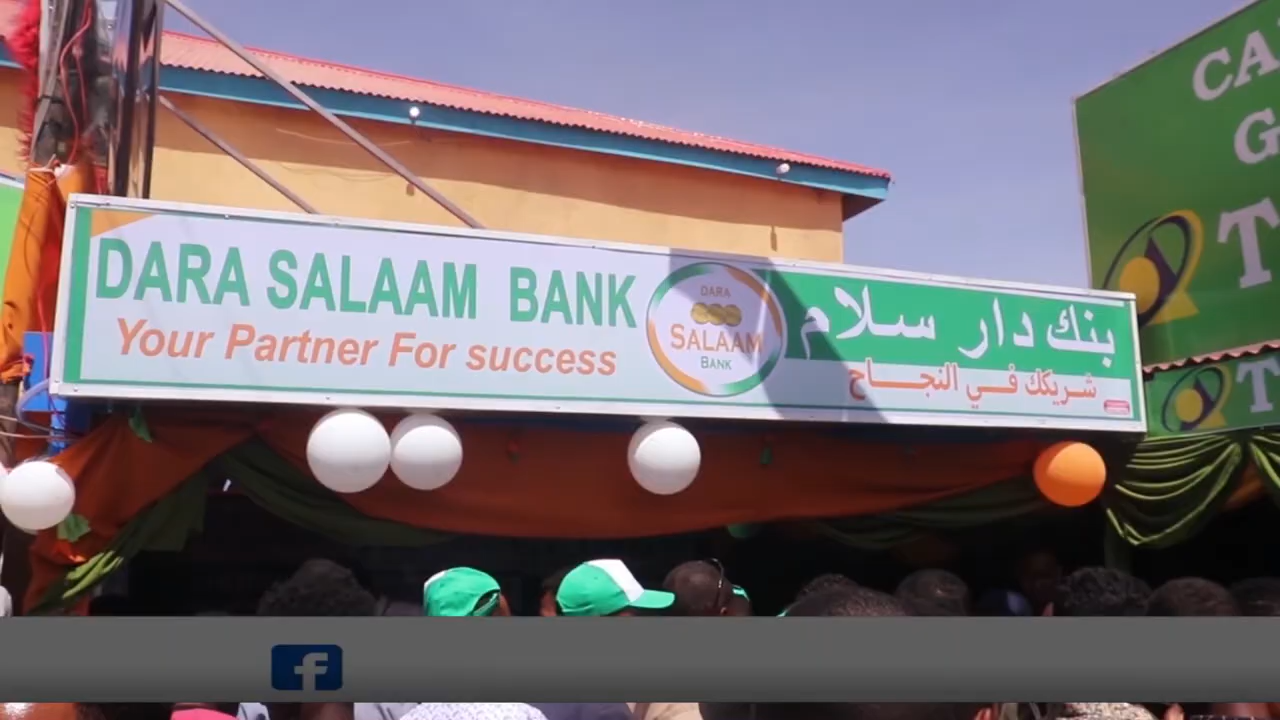 DARA SALAAM BANK
Your Partner For success
DARA
SALAAM
BANK
بنك دار سلام
شريكك في النجاح
CA
G
T
T